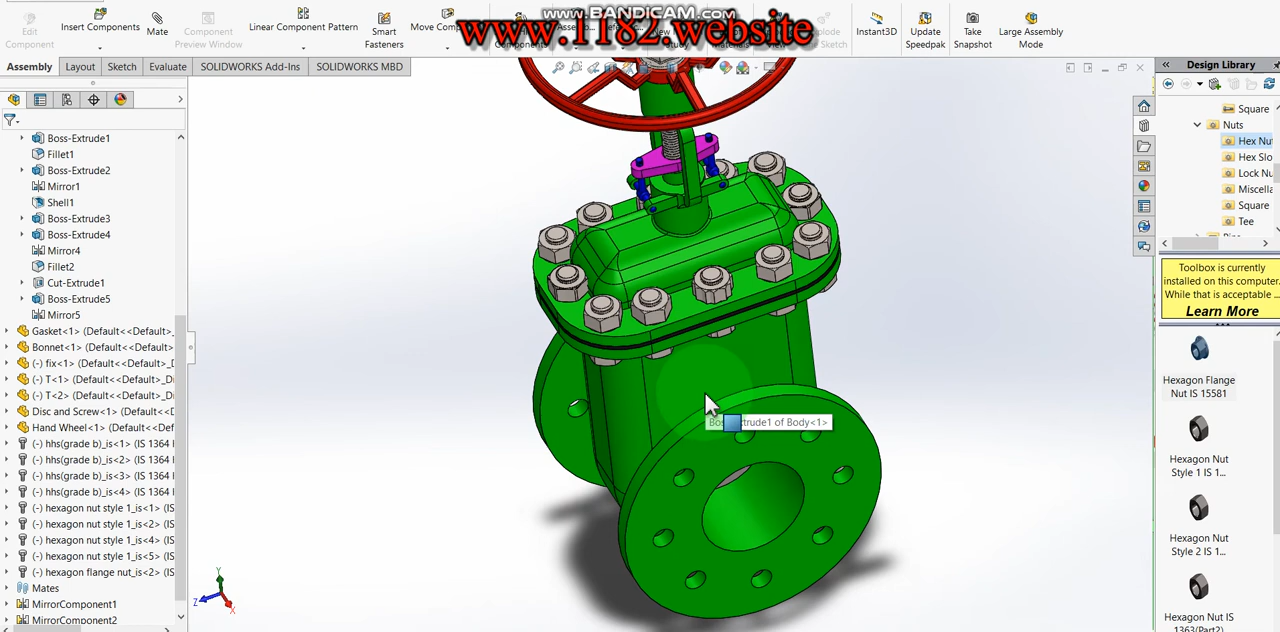 www.BANDICAM.com
www.1182.website
Edit Component
Insert Components
Mate
Component Preview Window
Linear Component Pattern
Smart Fasteners
Move Comp
Instant3D
Update Speedpak
Take Snapshot
Large Assembly Mode
Assembly
Layout
Sketch
Evaluate
SOLIDWORKS Add-Ins
SOLIDWORKS MBD
Design Library
Boss-Extrude1
Fillet1
Boss-Extrude2
Mirror1
Shell1
Boss-Extrude3
Boss-Extrude4
Mirror4
Fillet2
Cut-Extrude1
Boss-Extrude5
Mirror5
Gasket<1> (Default<<Default>_
Bonnet<1> (Default<<Default>_
(-) fix<1> (Default<<Default>_D
(-) T<1> (Default<<Default>_Di
(-) T<2> (Default<<Default>_D
Disc and Screw<1> (Default<<
Hand Wheel<1> (Default<<Def
(-) hhs(grade b)_is<1> (IS 1364
(-) hhs(grade b)_is<2> (IS 1364
(-) hhs(grade b)_is<3> (IS 1364
(-) hhs(grade b)_is<4> (IS 1364
(-) hexagon nut style 1_is<1> (IS
(-) hexagon nut style 1_is<2> (IS
(-) hexagon nut style 1_is<4> (IS
(-) hexagon nut style 1_is<5> (IS
(-) hexagon flange nut_is<2> (IS
Mates
MirrorComponent1
MirrorComponent2
Y
Z
X
Square
Nuts
Hex Nu
Hex Slo
Lock Nu
Miscella
Square
Tee
Toolbox is currently
installed on this computer.
While that is acceptable ...
Learn More
Hexagon Flange
Nut IS 15581
Hexagon Nut
Style 1 IS 1...
Hexagon Nut
Style 2 IS 1...
Hexagon Nut IS
1363(Part2)